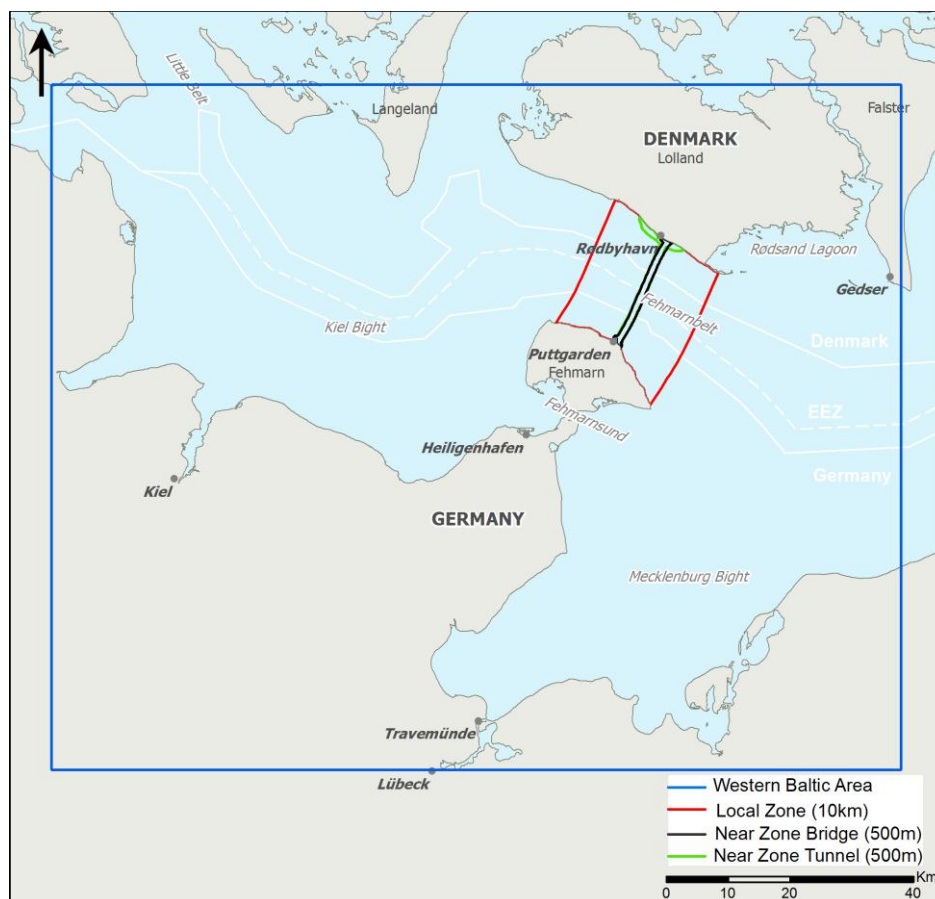 Little Belt
Langeland
Falster
DENMARK
Lolland
Rødbyhavn
Rødsand Lagoon
Gedser
Fehmarnbelt
Kiel Bight
Denmark
Puttgarden
Fehmarn
EEZ
Fehmarnsund
Heiligenhafen
Germany
Kiel
GERMANY
Mecklenburg Bight
Travemünde
Lübeck
Western Baltic Area
Local Zone (10km)
Near Zone Bridge (500m)
Near Zone Tunnel (500m)
Km
0 10 20 40